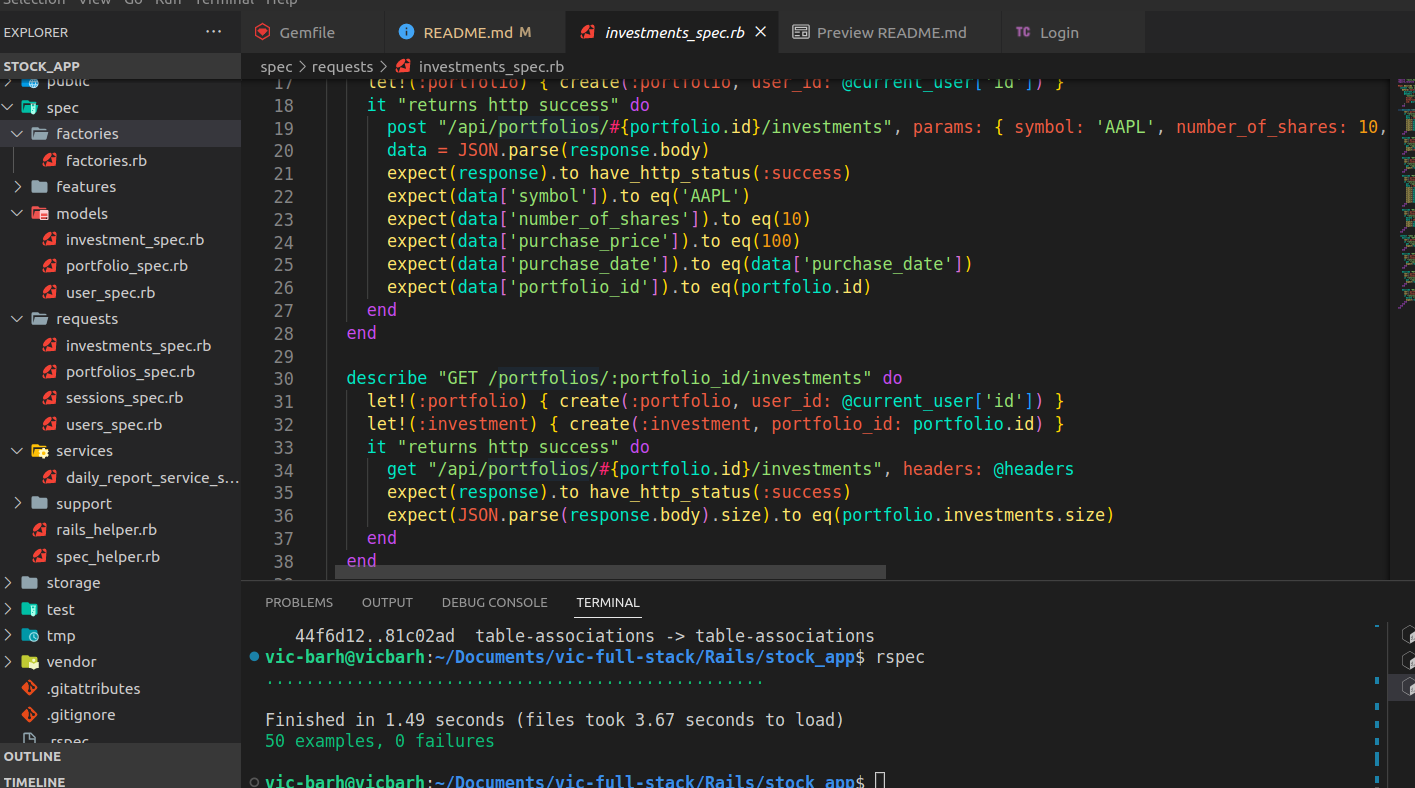 Selection View Go Run Terminal Help
EXPLORER ···
Gemfile
README.md M
investments_spec.rb
Preview README.md
TC Login
STOCK_APP
public
spec
factories
factories.rb
features
models
investment_spec.rb
portfolio_spec.rb
user_spec.rb
requests
investments_spec.rb
portfolios_spec.rb
sessions_spec.rb
users_spec.rb
services
daily_report_service_s...
support
rails_helper.rb
spec_helper.rb
storage
test
tmp
vendor
.gitattributes
.gitignore
.rspec
OUTLINE
TIMELINE
spec > requests > investments_spec.rb
17 let!(:portfolio) { create(:portfolio, user_id: @current_user['id']) }
18 it "returns http success" do
19 post "/api/portfolios/#{portfolio.id}/investments", params: { symbol: 'AAPL', number_of_shares: 10,
20 data = JSON.parse(response.body)
21 expect(response).to have_http_status(:success)
22 expect(data['symbol']).to eq('AAPL')
23 expect(data['number_of_shares']).to eq(10)
24 expect(data['purchase_price']).to eq(100)
25 expect(data['purchase_date']).to eq(data['purchase_date'])
26 expect(data['portfolio_id']).to eq(portfolio.id)
27 end
28 end
29
30 describe "GET /portfolios/:portfolio_id/investments" do
31 let!(:portfolio) { create(:portfolio, user_id: @current_user['id']) }
32 let!(:investment) { create(:investment, portfolio_id: portfolio.id) }
33 it "returns http success" do
34 get "/api/portfolios/#{portfolio.id}/investments", headers: @headers
35 expect(response).to have_http_status(:success)
36 expect(JSON.parse(response.body).size).to eq(portfolio.investments.size)
37 end
38 end
PROBLEMS OUTPUT DEBUG CONSOLE TERMINAL
44f6d12..81c02ad table-associations -> table-associations
vic-barh@vicbarh:~/Documents/vic-full-stack/Rails/stock_app$ rspec
..................................................
Finished in 1.49 seconds (files took 3.67 seconds to load)
50 examples, 0 failures
vic-barh@vicbarh:~/Documents/vic-full-stack/Rails/stock_app$